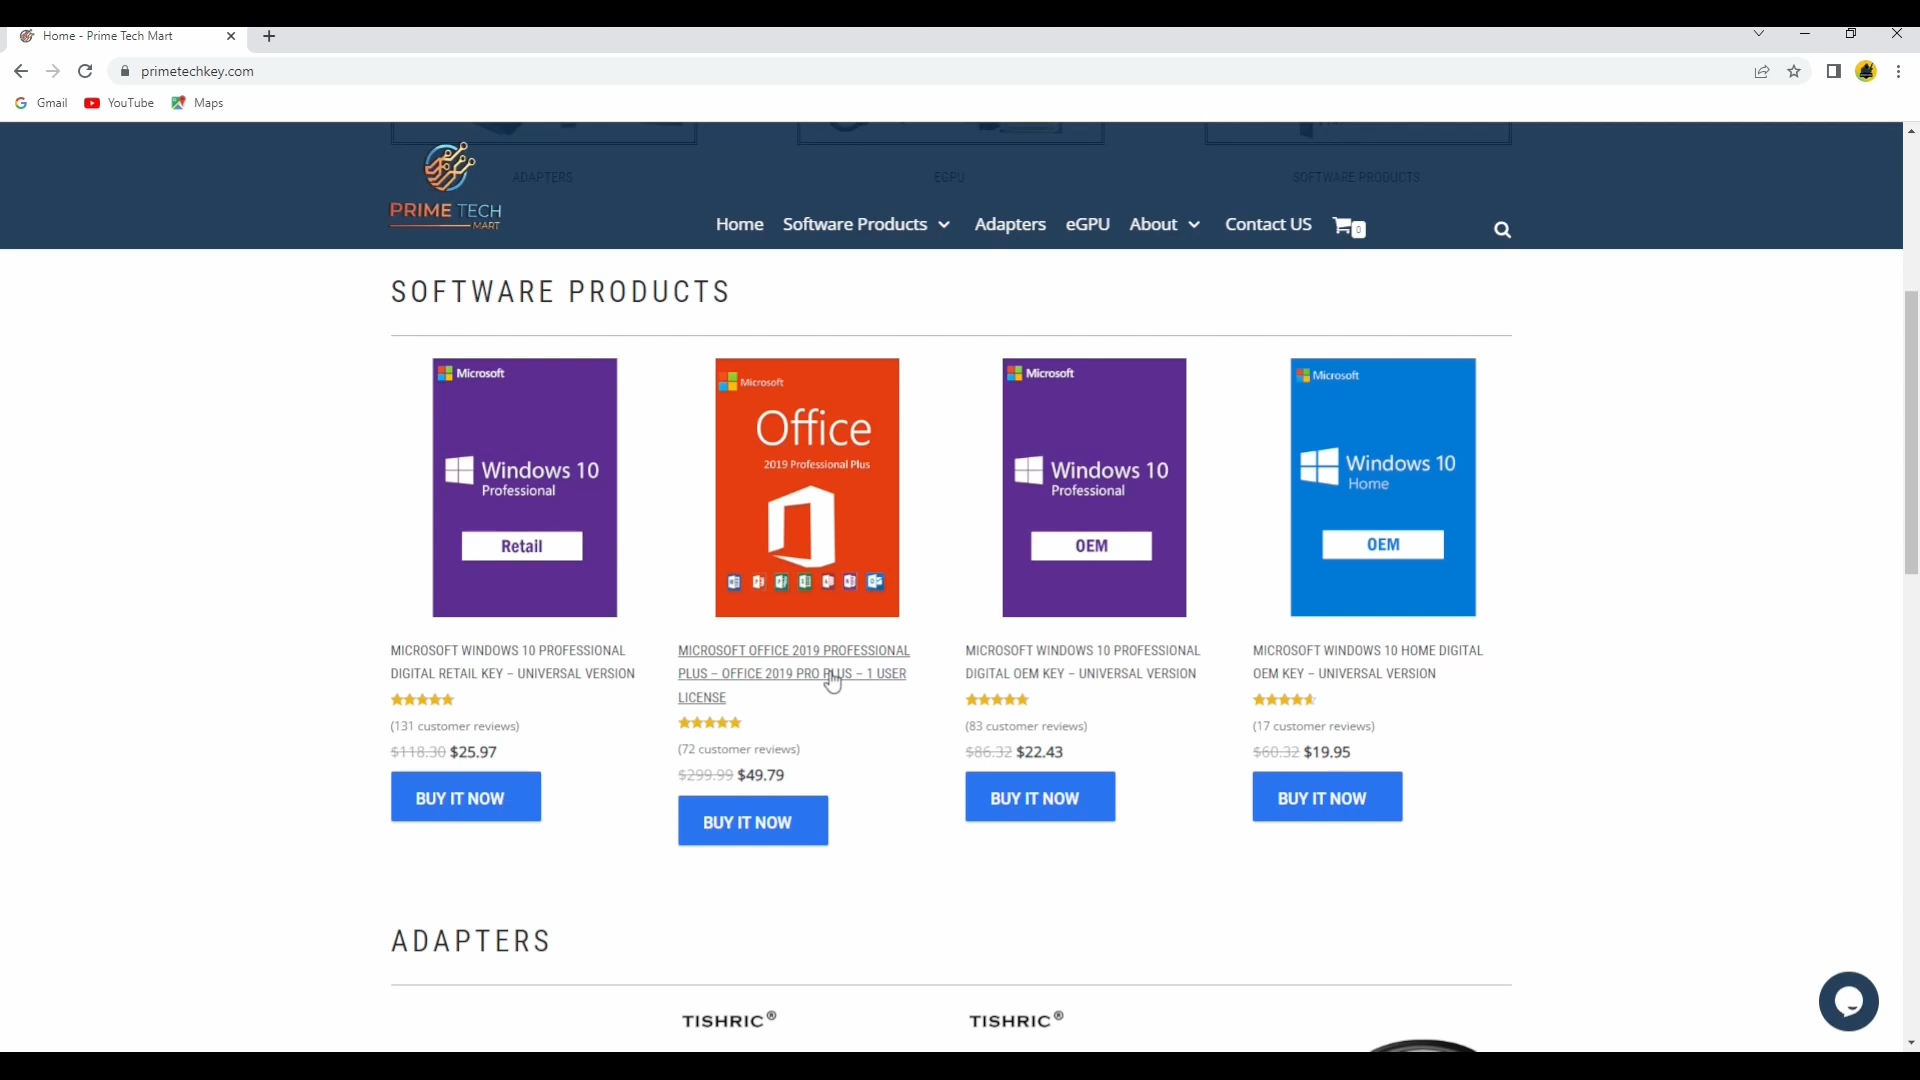 Home - Prime Tech Mart
primetechkey.com
Gmail YouTube Maps
ADAPTERS EGPU SOFTWARE PRODUCTS
PRIME TECH
MART
Home Software Products Adapters eGPU About Contact US 0
SOFTWARE PRODUCTS
Microsoft
Windows 10
Professional
Retail
MICROSOFT WINDOWS 10 PROFESSIONAL
DIGITAL RETAIL KEY – UNIVERSAL VERSION
(131 customer reviews)
$118.30 $25.97
BUY IT NOW
Microsoft
Office
2019 Professional Plus
MICROSOFT OFFICE 2019 PROFESSIONAL
PLUS – OFFICE 2019 PRO PLUS – 1 USER
LICENSE
(72 customer reviews)
$299.99 $49.79
BUY IT NOW
Microsoft
Windows 10
Professional
OEM
MICROSOFT WINDOWS 10 PROFESSIONAL
DIGITAL OEM KEY – UNIVERSAL VERSION
(83 customer reviews)
$86.32 $22.43
BUY IT NOW
Microsoft
Windows 10
Home
OEM
MICROSOFT WINDOWS 10 HOME DIGITAL
OEM KEY – UNIVERSAL VERSION
(17 customer reviews)
$60.32 $19.95
BUY IT NOW
ADAPTERS
TISHRIC® TISHRIC®